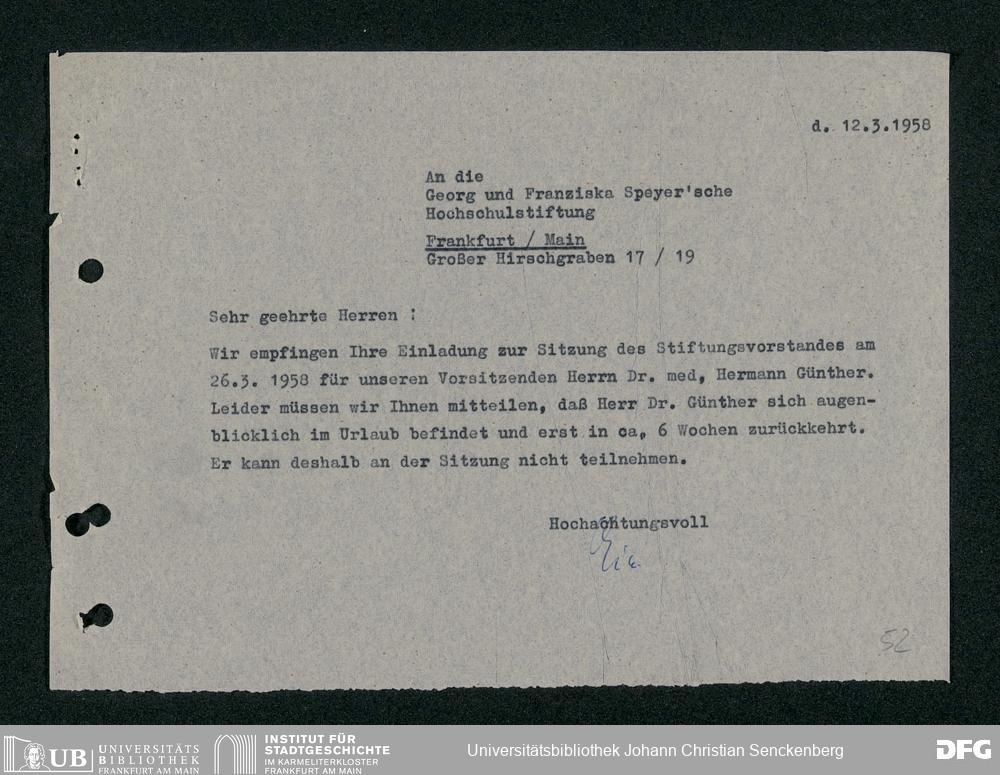 d. 12.3.1958
An die
Georg und Franziska Speyer'sche
Hochschulstiftung
Frankfurt / Main
Großer Hirschgraben 17 / 19
Sehr geehrte Herren :
Wir empfingen Ihre Einladung zur Sitzung des Stiftungsvorstandes am
26.3. 1958 für unseren Vorsitzenden Herrn Dr. med, Hermann Günther.
Leider müssen wir Ihnen mitteilen, daß Herr Dr. Günther sich augen-
blicklich im Urlaub befindet und erst in ca, 6 Wochen zurückkehrt.
Er kann deshalb an der Sitzung nicht teilnehmen.
Hochachtungsvoll
52
UB UNIVERSITÄTS
BIBLIOTHEK
FRANKFURT AM MAIN
INSTITUT FÜR
STADTGESCHICHTE
IM KARMELITERKLOSTER
FRANKFURT AM MAIN
Universitätsbibliothek Johann Christian Senckenberg
DFG